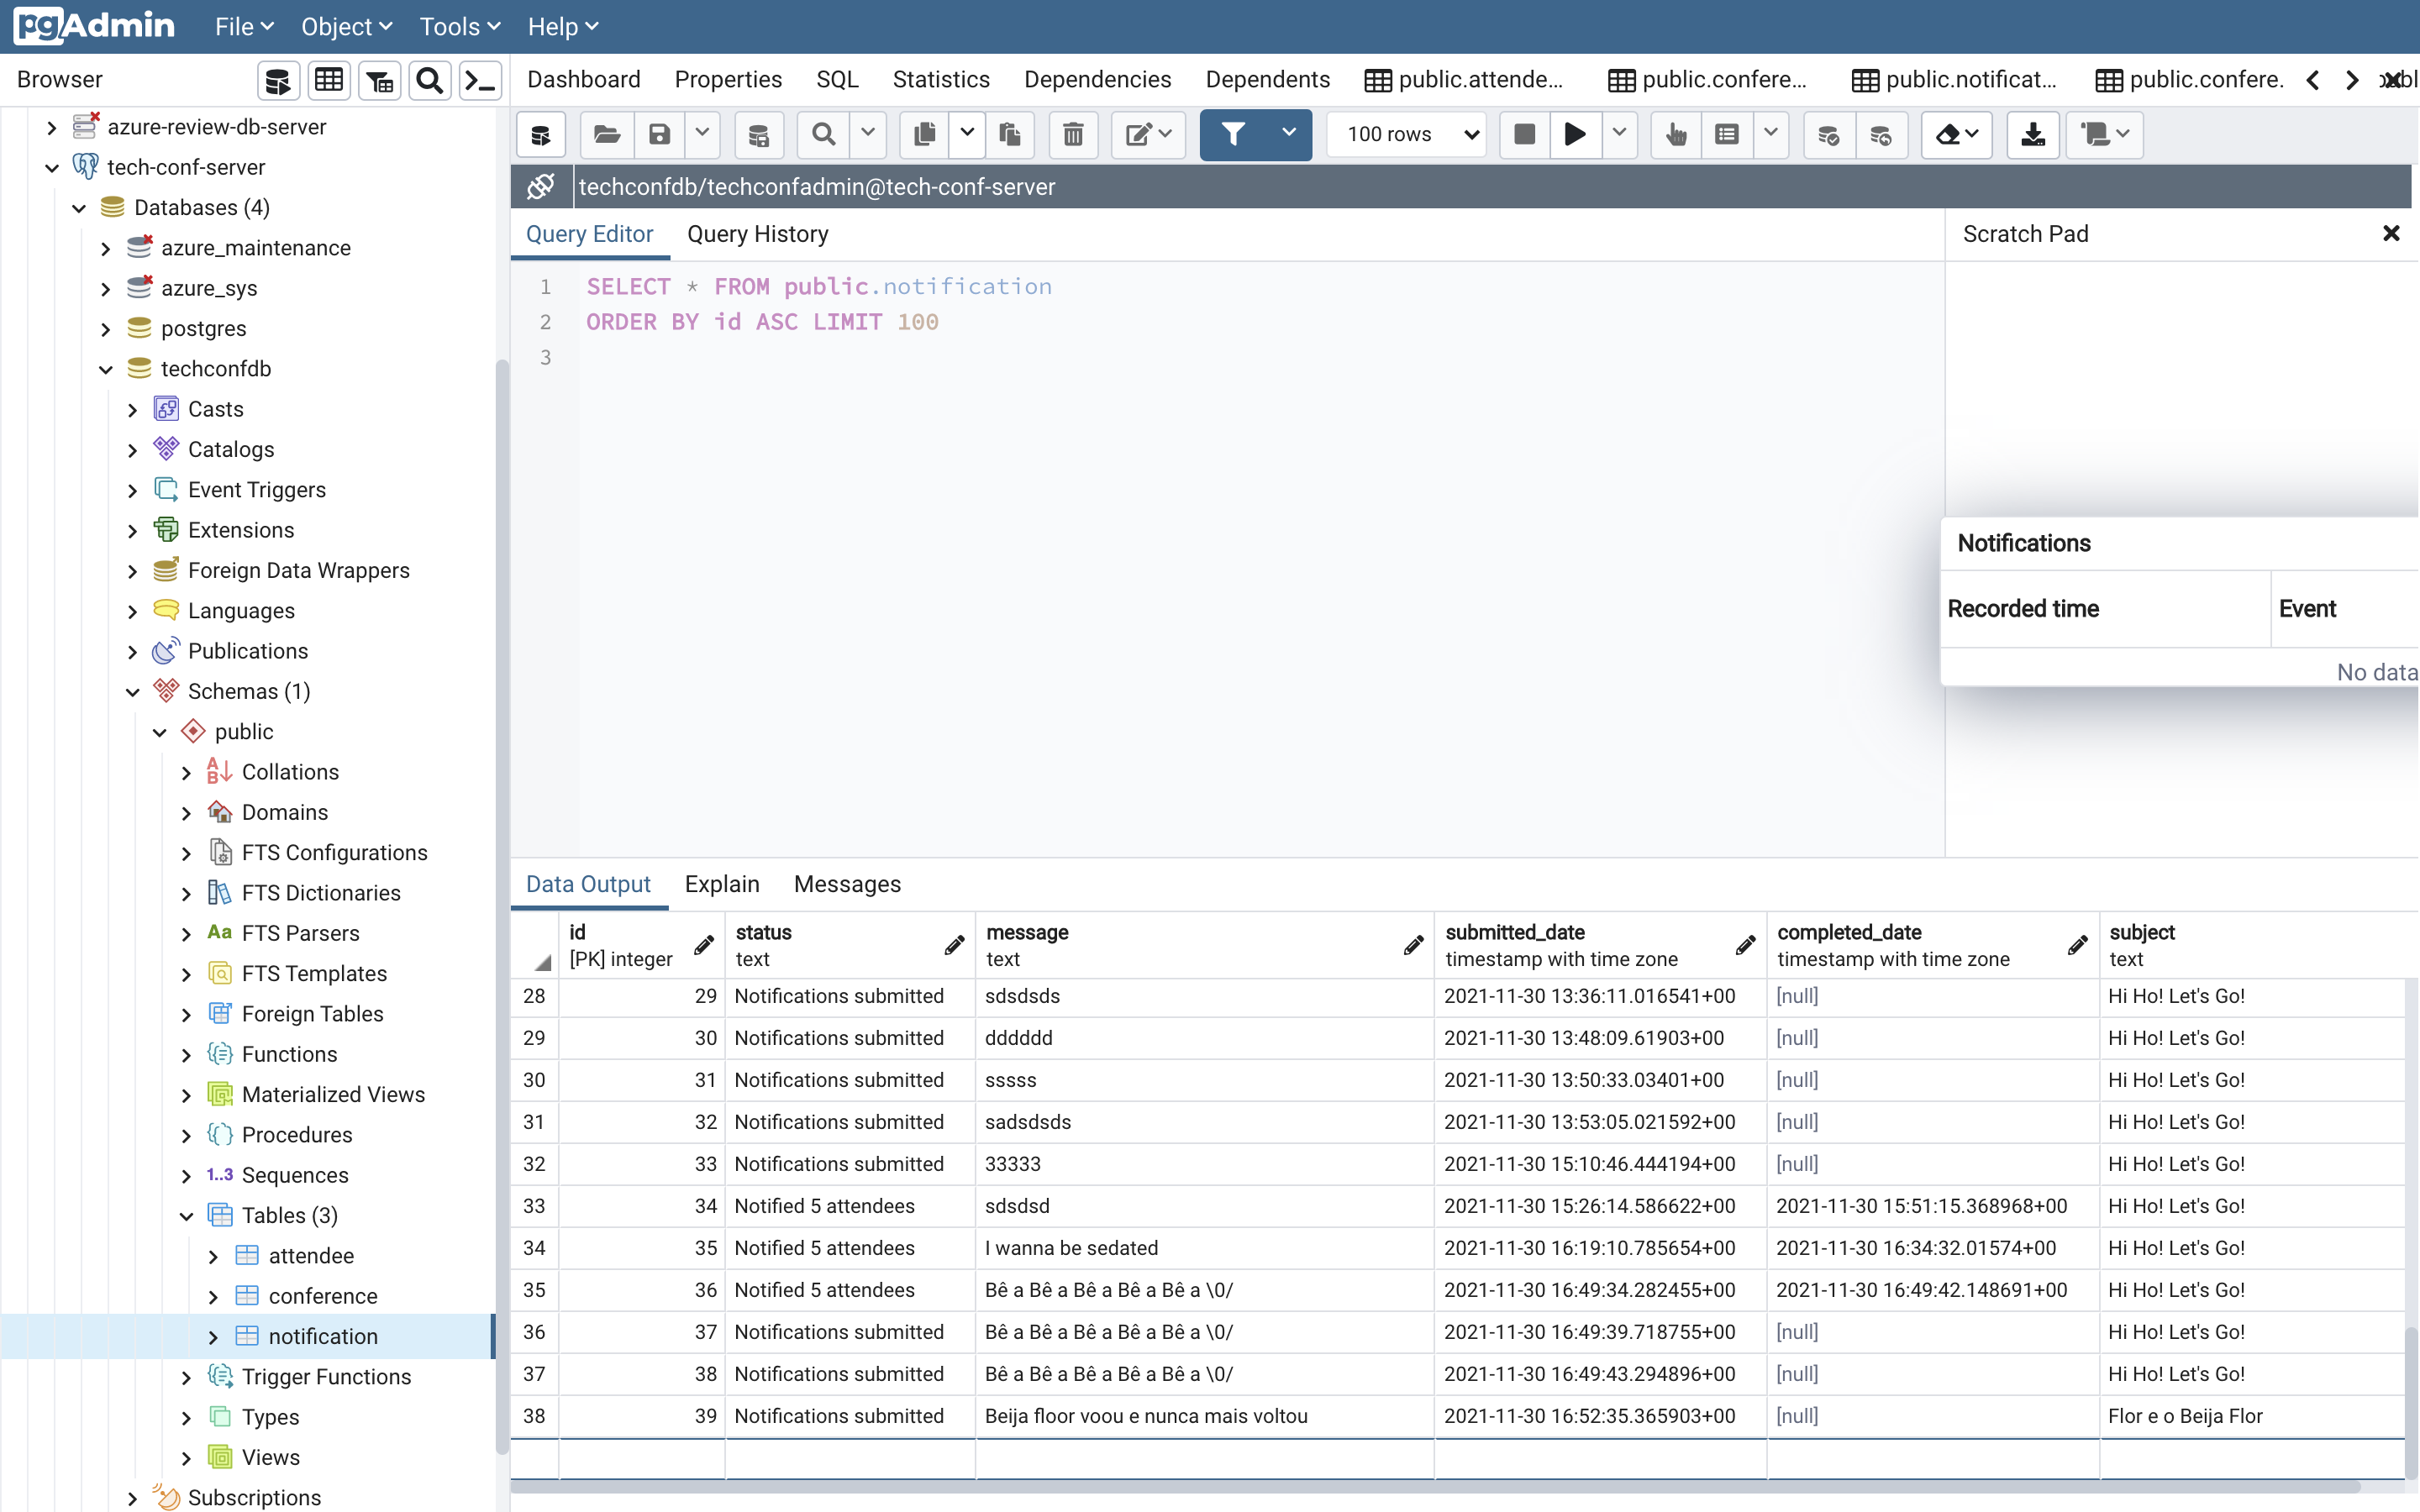 pgAdmin File Object Tools Help
Browser
Dashboard Properties SQL Statistics Dependencies Dependents public.attende... public.confere... public.notificat... public.confere.
azure-review-db-server
tech-conf-server
Databases (4)
azure_maintenance
azure_sys
postgres
techconfdb
Casts
Catalogs
Event Triggers
Extensions
Foreign Data Wrappers
Languages
Publications
Schemas (1)
public
Collations
Domains
FTS Configurations
FTS Dictionaries
Aa FTS Parsers
FTS Templates
Foreign Tables
Functions
Materialized Views
Procedures
1..3 Sequences
Tables (3)
attendee
conference
notification
Trigger Functions
Types
Views
Subscriptions
100 rows
techconfdb/techconfadmin@tech-conf-server
Query Editor Query History
Scratch Pad
1 SELECT * FROM public.notification
2 ORDER BY id ASC LIMIT 100
3
Notifications
Recorded time Event
No data
Data Output Explain Messages
id status message submitted_date completed_date subject
[PK] integer text text timestamp with time zone timestamp with time zone text
28 29 Notifications submitted sdsdsds 2021-11-30 13:36:11.016541+00 [null] Hi Ho! Let's Go!
29 30 Notifications submitted dddddd 2021-11-30 13:48:09.61903+00 [null] Hi Ho! Let's Go!
30 31 Notifications submitted sssss 2021-11-30 13:50:33.03401+00 [null] Hi Ho! Let's Go!
31 32 Notifications submitted sadsdsds 2021-11-30 13:53:05.021592+00 [null] Hi Ho! Let's Go!
32 33 Notifications submitted 33333 2021-11-30 15:10:46.444194+00 [null] Hi Ho! Let's Go!
33 34 Notified 5 attendees sdsdsd 2021-11-30 15:26:14.586622+00 2021-11-30 15:51:15.368968+00 Hi Ho! Let's Go!
34 35 Notified 5 attendees I wanna be sedated 2021-11-30 16:19:10.785654+00 2021-11-30 16:34:32.01574+00 Hi Ho! Let's Go!
35 36 Notified 5 attendees Bê a Bê a Bê a Bê a Bê a \0/ 2021-11-30 16:49:34.282455+00 2021-11-30 16:49:42.148691+00 Hi Ho! Let's Go!
36 37 Notifications submitted Bê a Bê a Bê a Bê a Bê a \0/ 2021-11-30 16:49:39.718755+00 [null] Hi Ho! Let's Go!
37 38 Notifications submitted Bê a Bê a Bê a Bê a Bê a \0/ 2021-11-30 16:49:43.294896+00 [null] Hi Ho! Let's Go!
38 39 Notifications submitted Beija floor voou e nunca mais voltou 2021-11-30 16:52:35.365903+00 [null] Flor e o Beija Flor